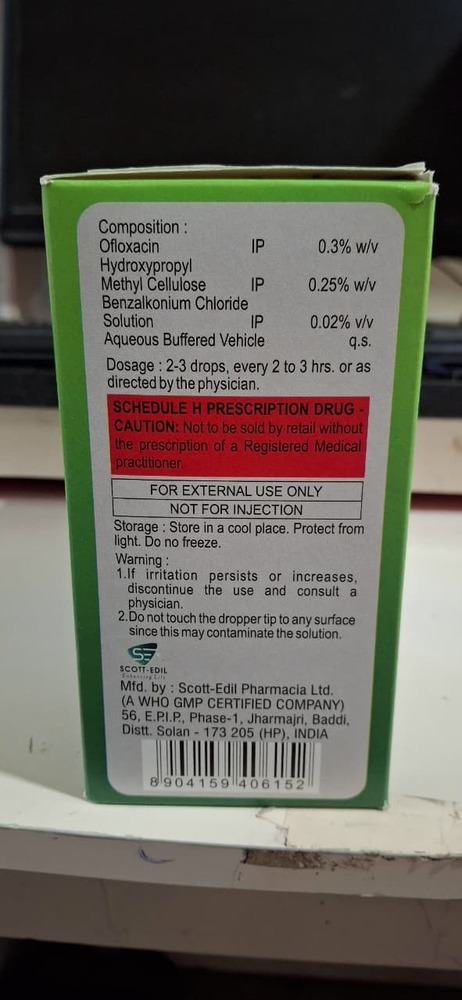 Composition :
Ofloxacin IP 0.3% w/v
Hydroxypropyl
Methyl Cellulose IP 0.25% w/v
Benzalkonium Chloride
Solution IP 0.02% v/v
Aqueous Buffered Vehicle q.s.
Dosage : 2-3 drops, every 2 to 3 hrs. or as
directed by the physician.
SCHEDULE H PRESCRIPTION DRUG -
CAUTION: Not to be sold by retail without
the prescription of a Registered Medical
practitioner.
FOR EXTERNAL USE ONLY
NOT FOR INJECTION
Storage : Store in a cool place. Protect from
light. Do no freeze.
Warning :
1.If irritation persists or increases,
discontinue the use and consult a
physician.
2.Do not touch the dropper tip to any surface
since this may contaminate the solution.
SE
SCOTT-EDIL
Enhancing Life
Mfd. by : Scott-Edil Pharmacia Ltd.
(A WHO GMP CERTIFIED COMPANY)
56, E.P.I.P., Phase-1, Jharmajri, Baddi,
Distt. Solan - 173 205 (HP), INDIA
8 904159 406152